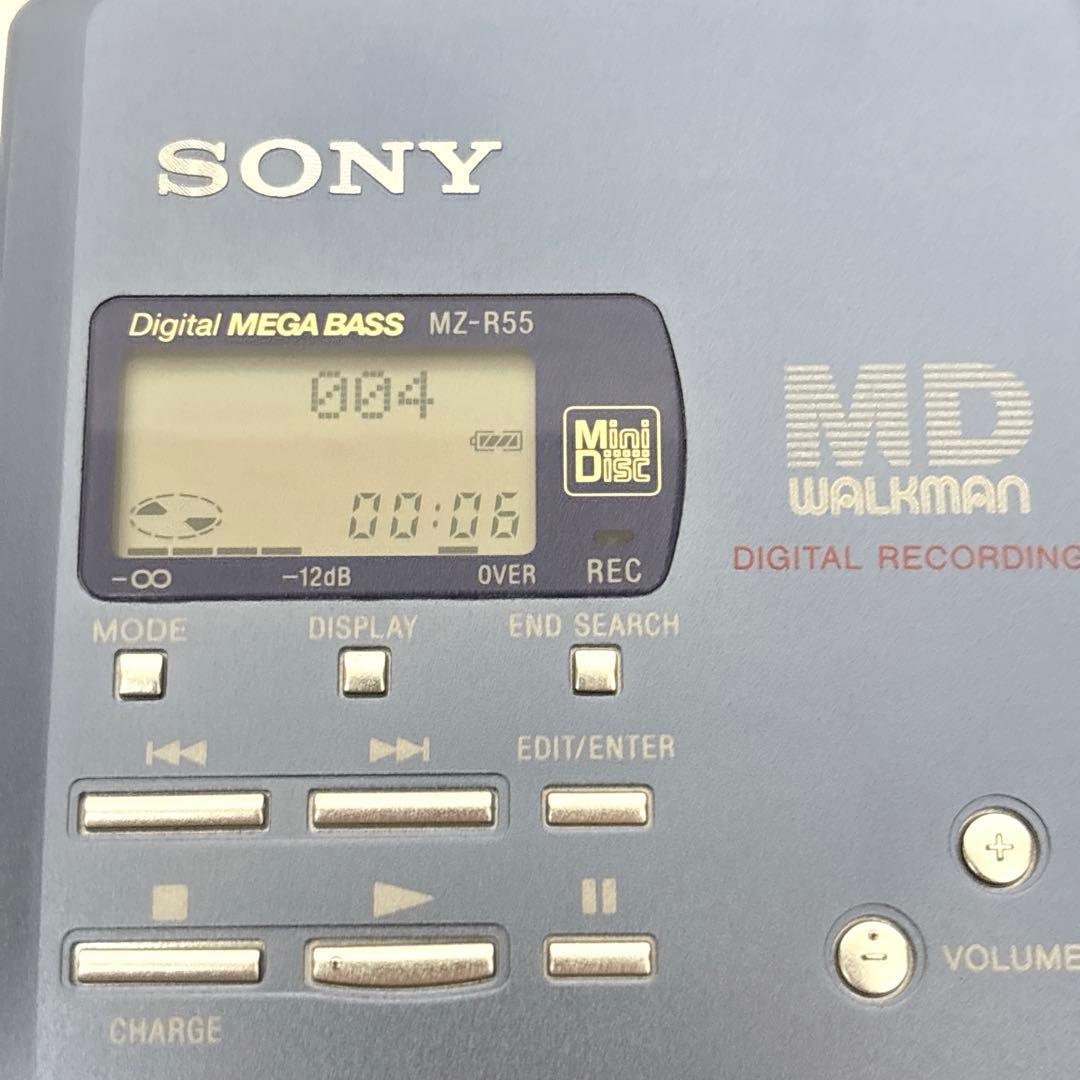 SONY
Digital MEGA BASS MZ-R55
004
Mini
Disc
00:06
-∞ -12dB OVER REC
MD
WALKMAN
DIGITAL RECORDING
MODE DISPLAY END SEARCH
EDIT/ENTER
+
-
VOLUME
CHARGE